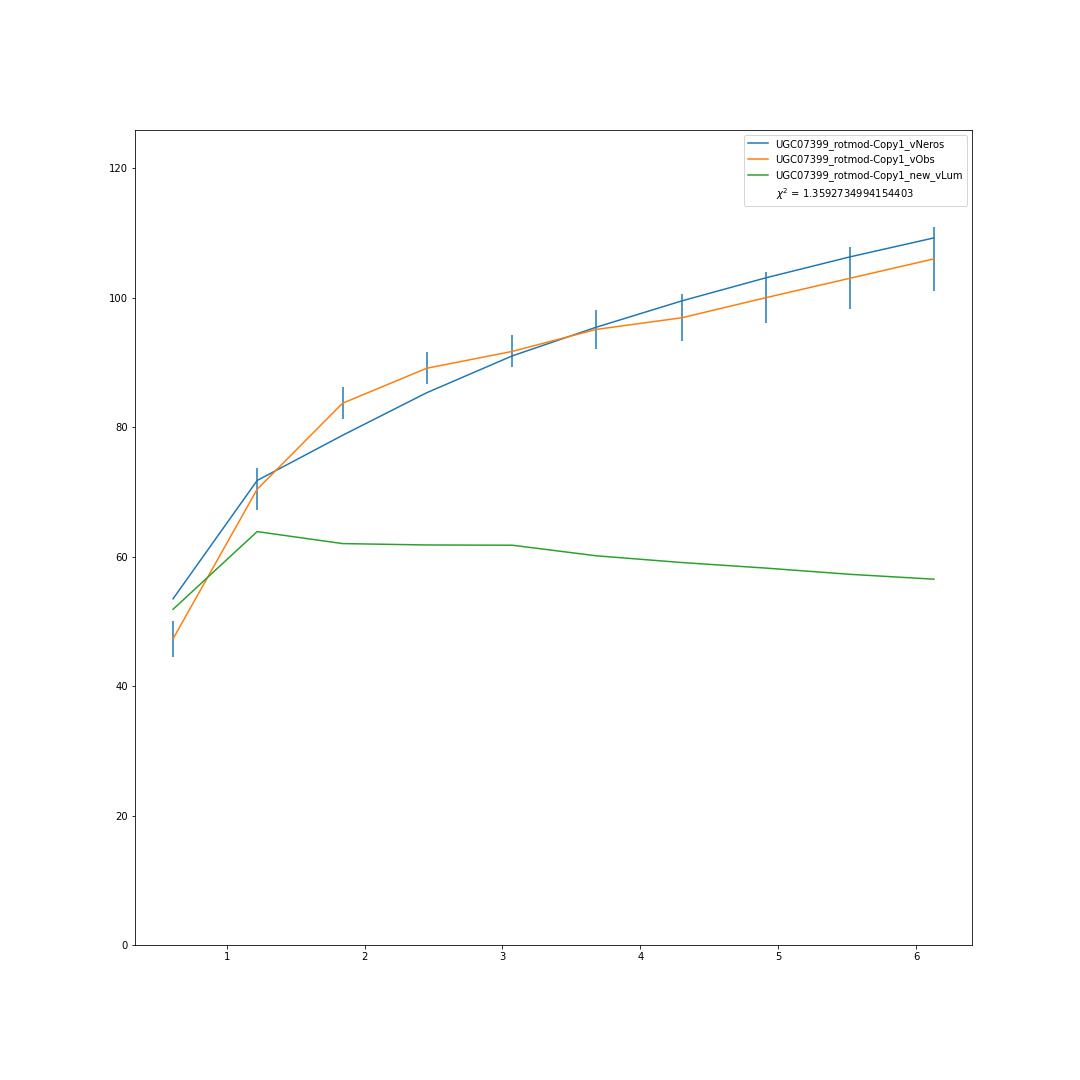 UGC07399_rotmod-Copy1_vNeros
UGC07399_rotmod-Copy1_vObs
UGC07399_rotmod-Copy1_new_vLum
χ² = 1.3592734994154403
120
100
80
60
40
20
0
1 2 3 4 5 6